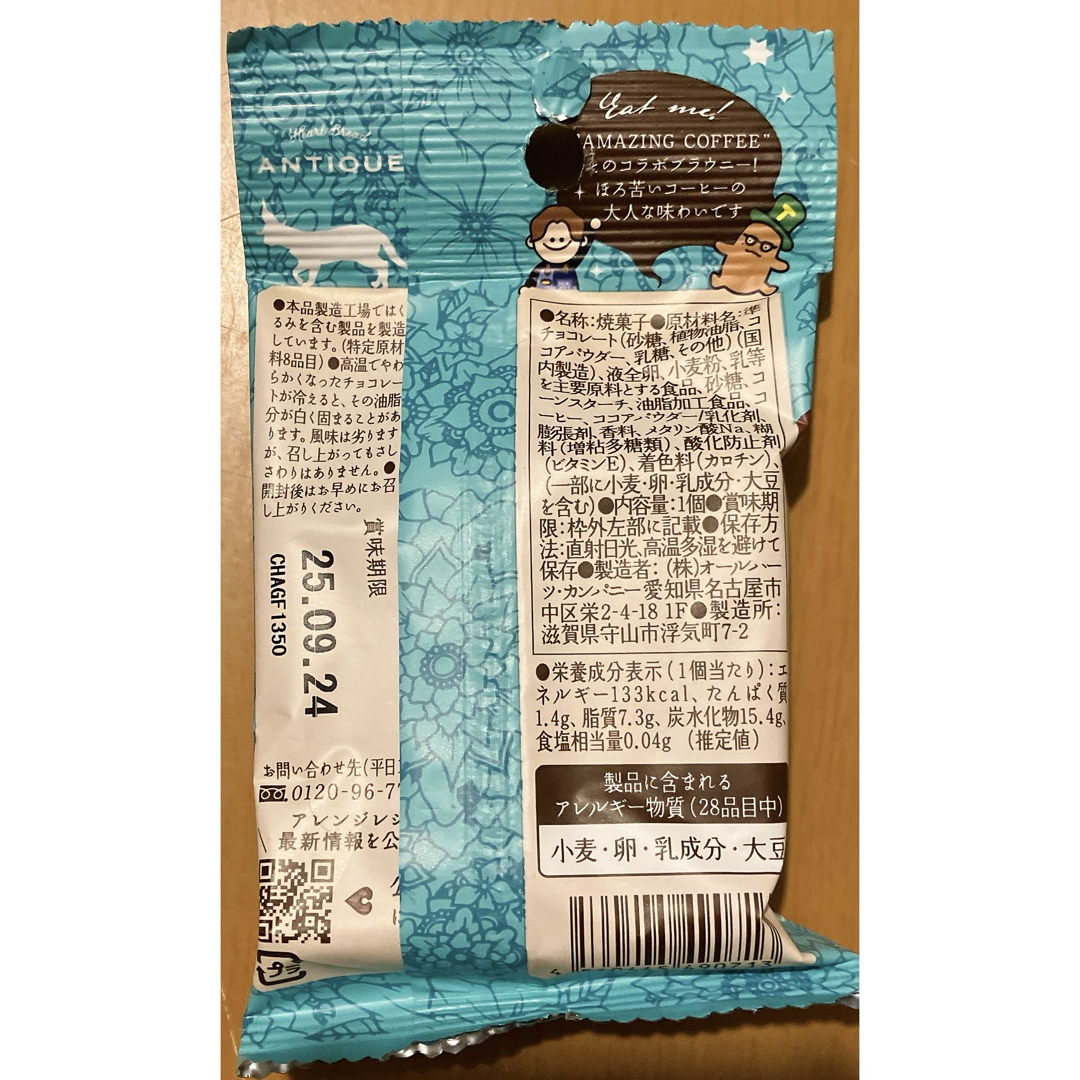 Heart Bread
ANTIQUE
Eat me!
AMAZING COFFEE"
のコラボブラウニー!
ほろ苦いコーヒーの
大人な味わいです
T
●本品製造工場ではく
るみを含む製品を製造
しています。(特定原材
料8品目)●高温でやわ
らかくなったチョコレー
トが冷えると、その油脂
分が白く固まることがあ
ります。風味は劣ります
が、召し上がってもさし
さわりはありません。●
開封後はお早めにお召
し上がりください。
賞味期限
25.09.24
CHAGF 1350
お問い合わせ先(平日
0120-96-7
アレンジレシ
最新情報を公
プラ
●名称:焼菓子●原材料名:準
チョコレート(砂糖、植物油脂、コ
コアパウダー、乳糖、その他)(国
内製造)、液全卵、小麦粉、乳等
を主要原料とする食品、砂糖、コ
ーンスターチ、油脂加工食品、コ
ーヒー、ココアパウダー/乳化剤、
膨張剤、香料、メタリン酸Na、糊
料(増粘多糖類)、酸化防止剤
(ビタミンE)、着色料(カロチン)、
(一部に小麦・卵・乳成分・大豆
を含む)●内容量:1個●賞味期
限:枠外左部に記載●保存方
法:直射日光、高温多湿を避けて
保存●製造者:(株)オールハー
ツ・カンパニー愛知県名古屋市
中区栄2-4-18 1F●製造所:
滋賀県守山市浮気町7-2
●栄養成分表示(1個当たり):エ
ネルギー133kcal、たんぱく質
1.4g、脂質7.3g、炭水化物15.4g、
食塩相当量0.04g (推定値)
製品に含まれる
アレルギー物質(28品目中)
小麦・卵・乳成分・大豆